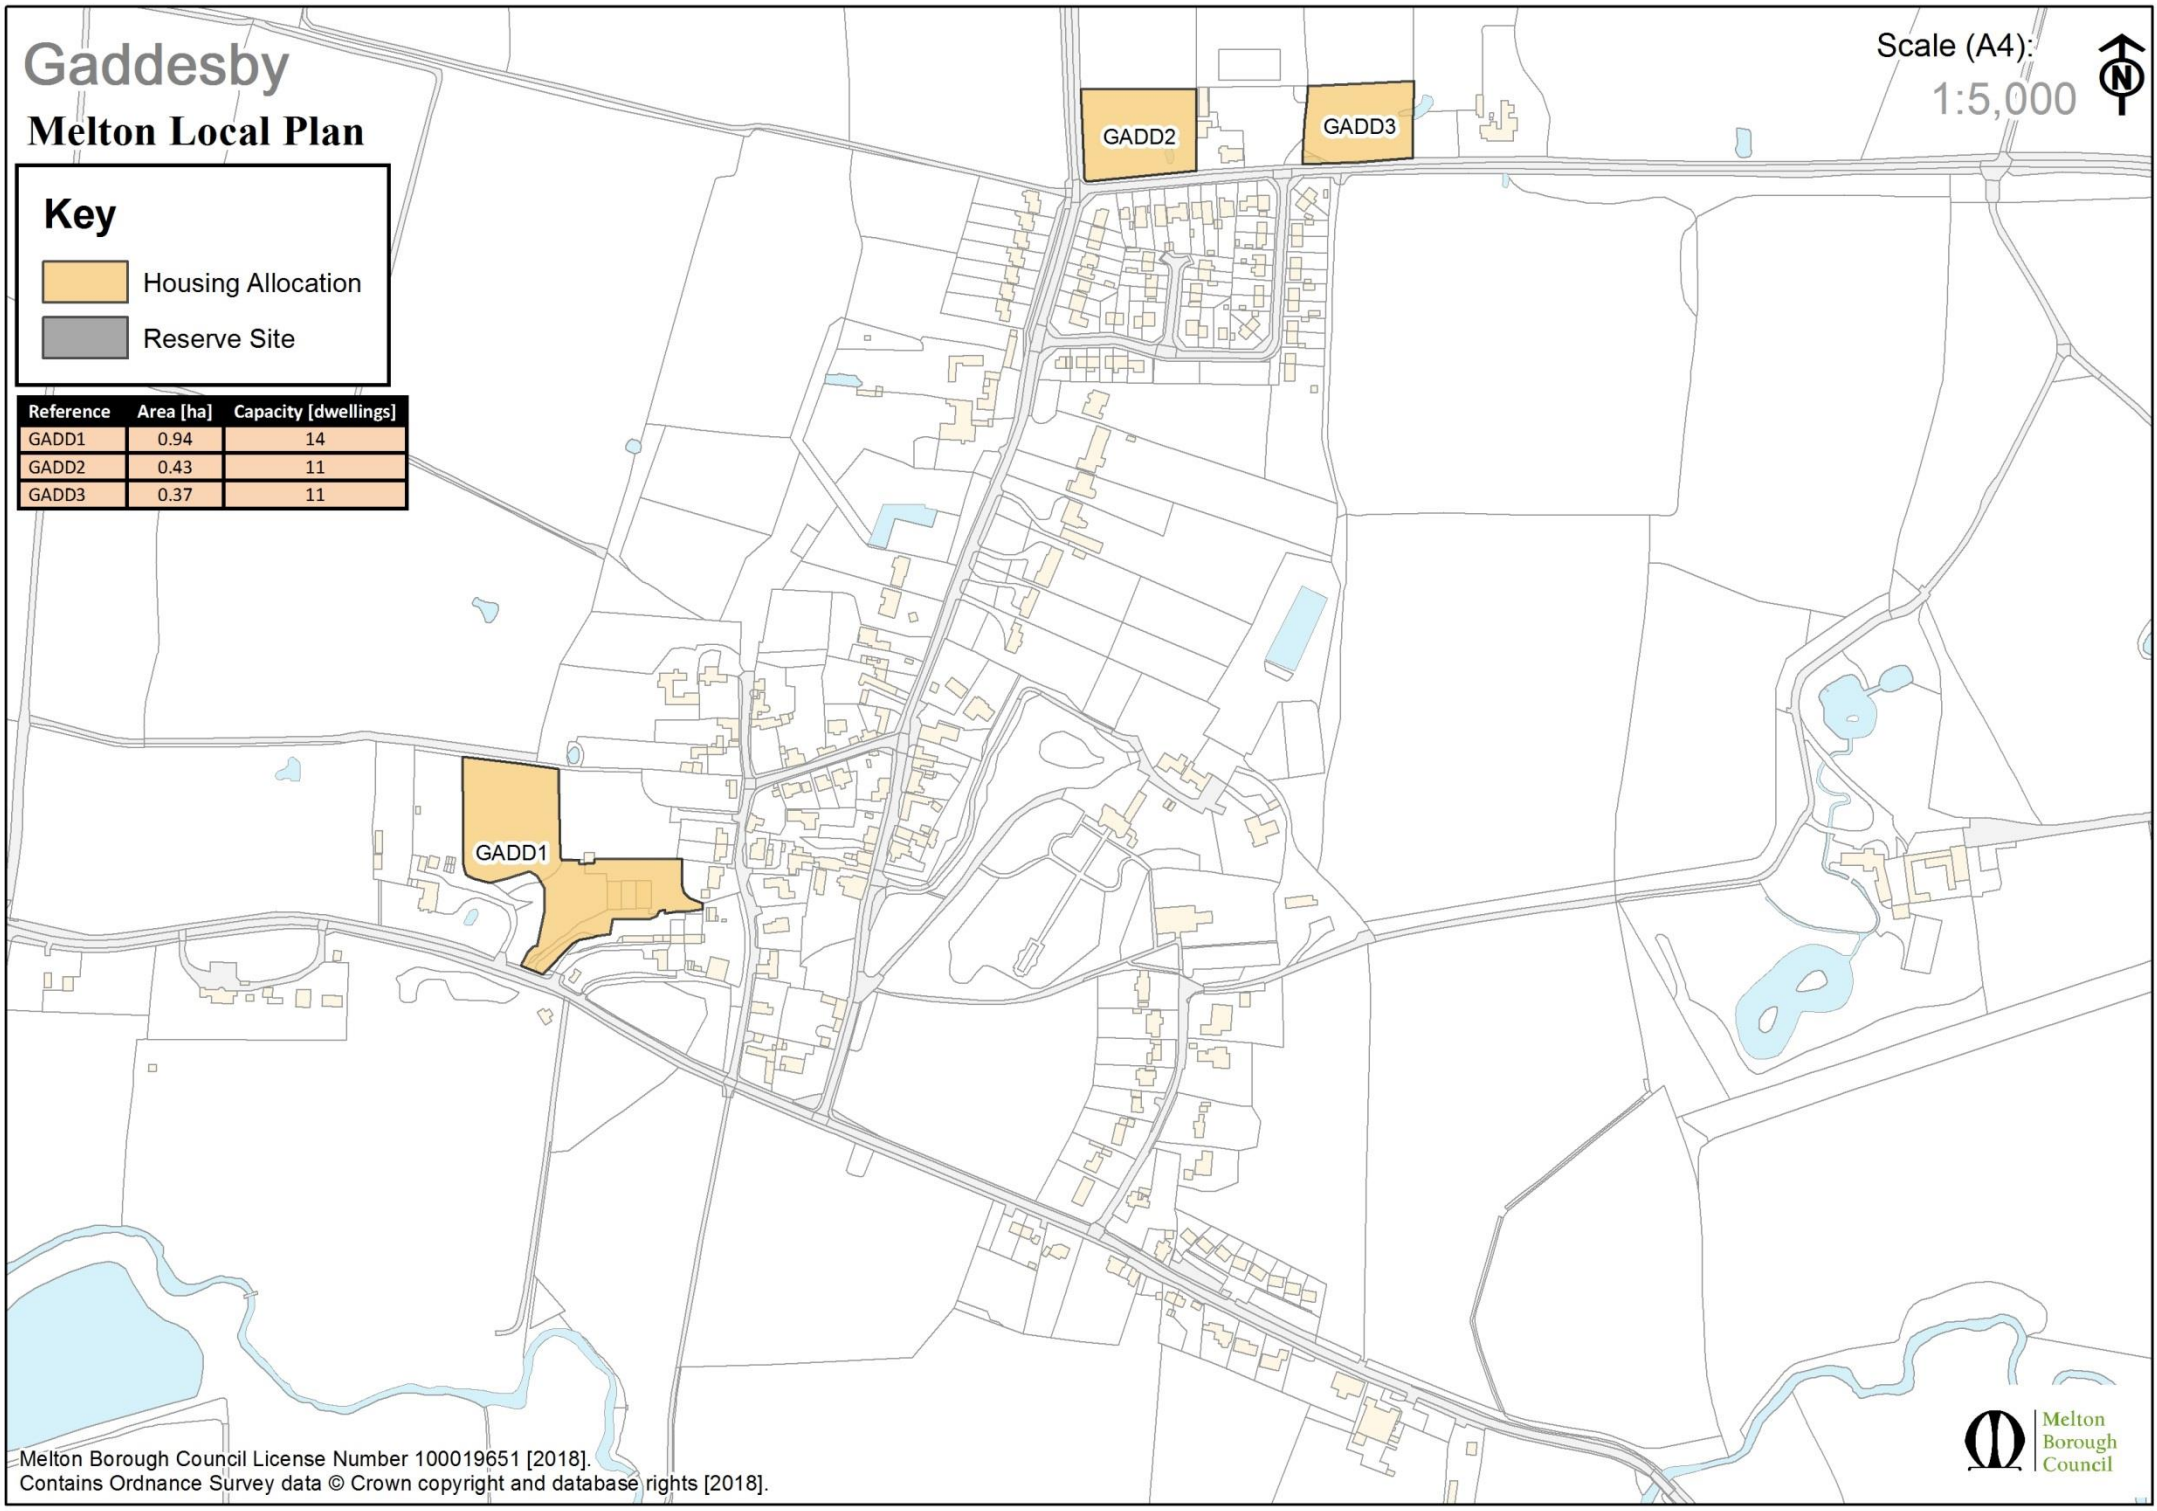 Gaddesby
Melton Local Plan
Key
Housing Allocation
Reserve Site
Reference Area [ha] Capacity [dwellings]
GADD1 0.94 14
GADD2 0.43 11
GADD3 0.37 11
Scale (A4):
1:5,000
N
GADD2
GADD3
GADD1
Melton Borough Council License Number 100019651 [2018].
Contains Ordnance Survey data © Crown copyright and database rights [2018].
Melton
Borough
Council